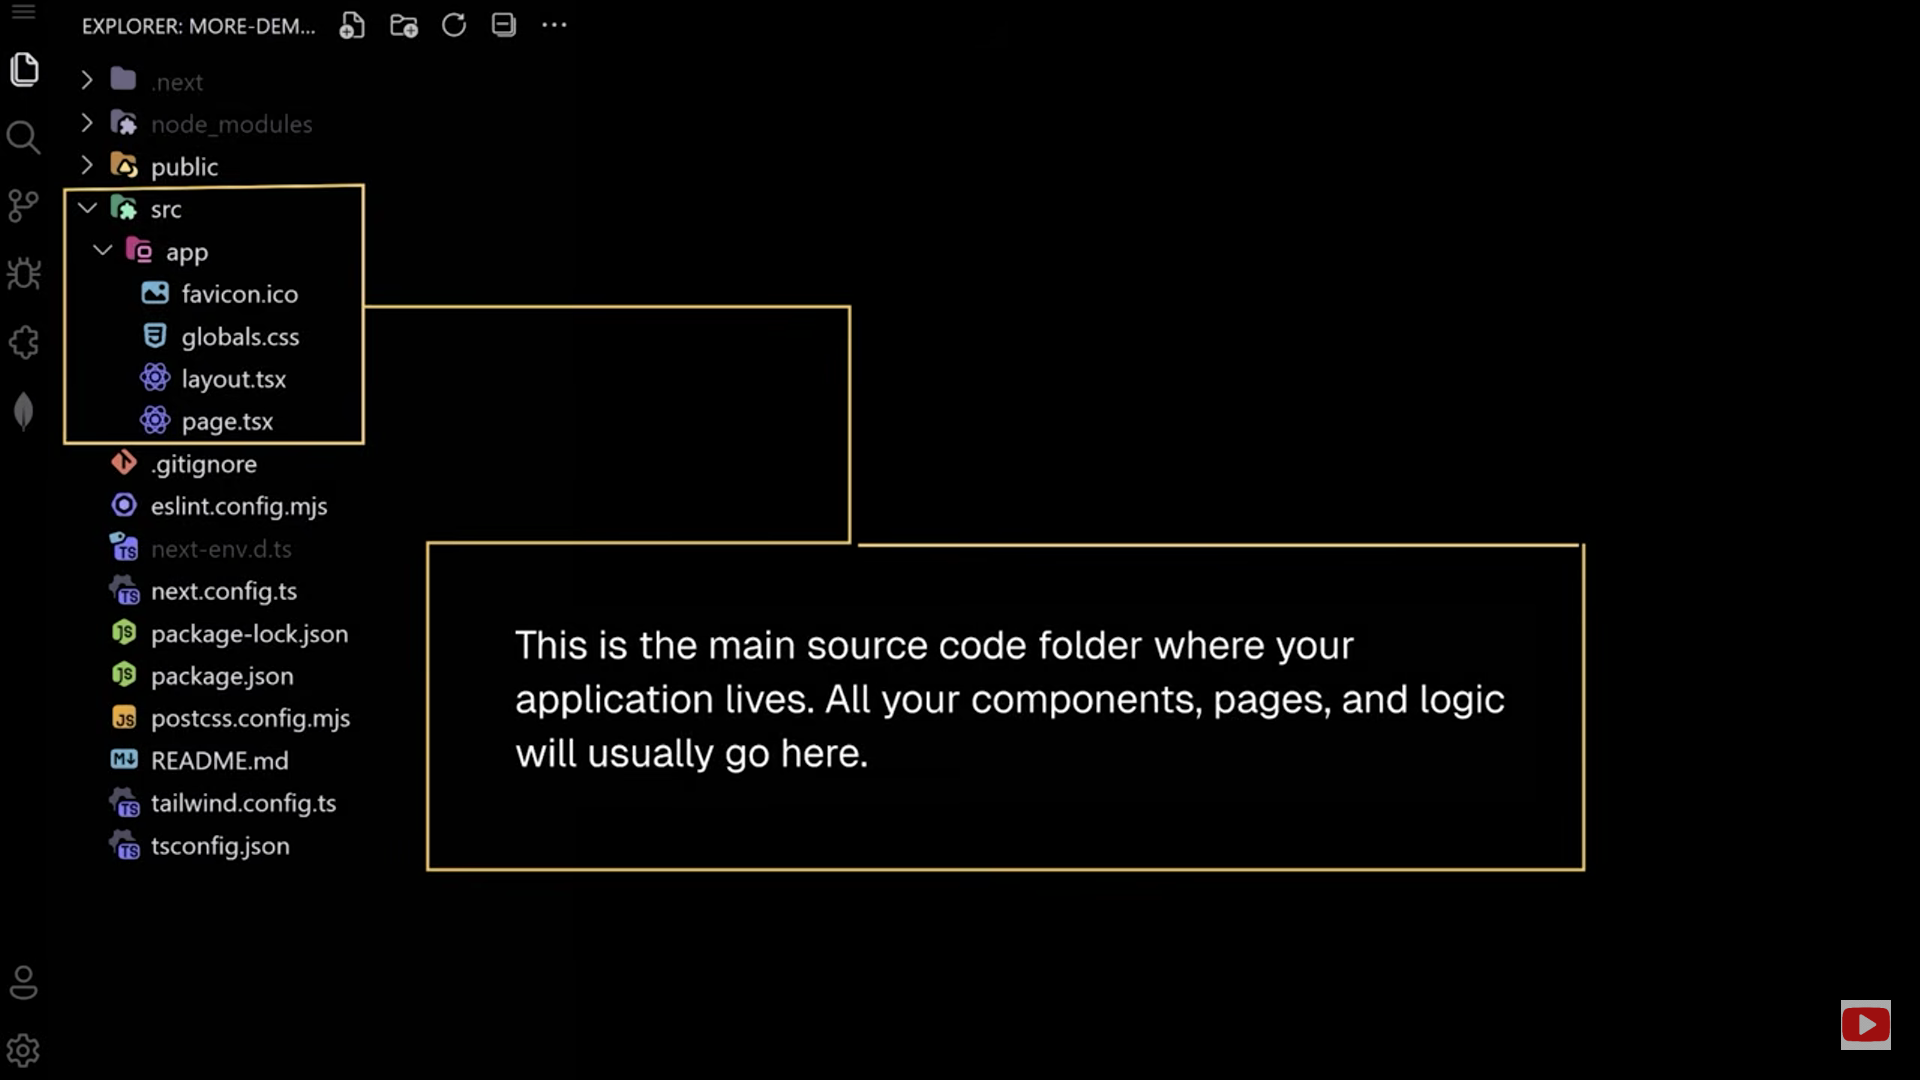 EXPLORER: MORE-DEM...
.next
node_modules
public
src
app
favicon.ico
globals.css
layout.tsx
page.tsx
.gitignore
eslint.config.mjs
next-env.d.ts
next.config.ts
package-lock.json
package.json
postcss.config.mjs
README.md
tailwind.config.ts
tsconfig.json
This is the main source code folder where your
application lives. All your components, pages, and logic
will usually go here.